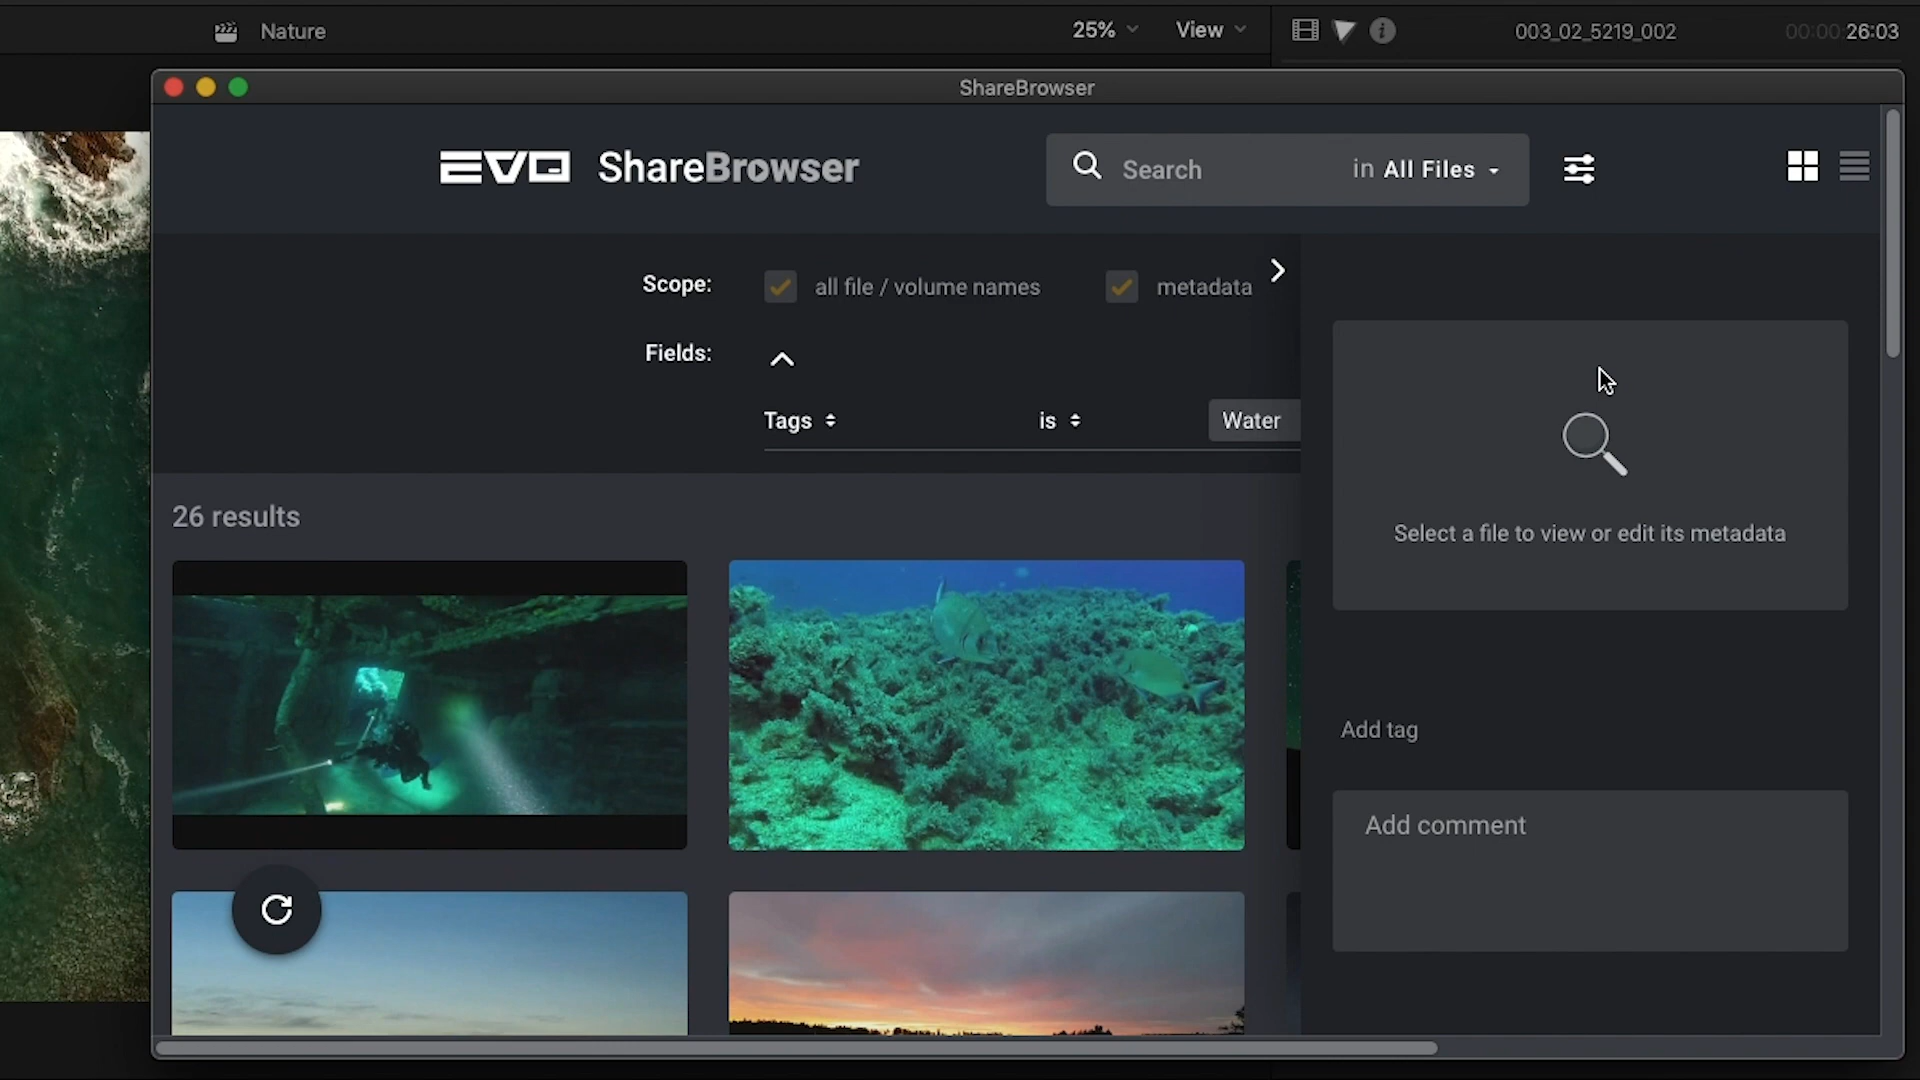 Nature
25%
View
003_02_5219_002
00:00:26:03
ShareBrowser
EVO ShareBrowser
Search
in All Files
Scope:
all file / volume names
metadata
Fields:
Tags
is
Water
26 results
Select a file to view or edit its metadata
Add tag
Add comment